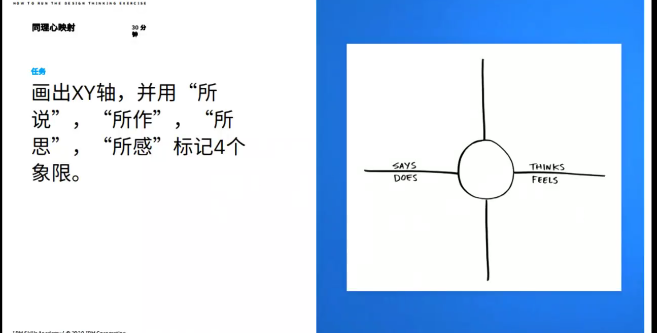 HOW TO RUN THE DESIGN THINKING EXERCISE
同理心映射
30 分
钟
任务
画出XY轴，并用“所
说”，“所作”，“所
思”，“所感”标记4个
象限。
SAYS
DOES
THINKS
FEELS